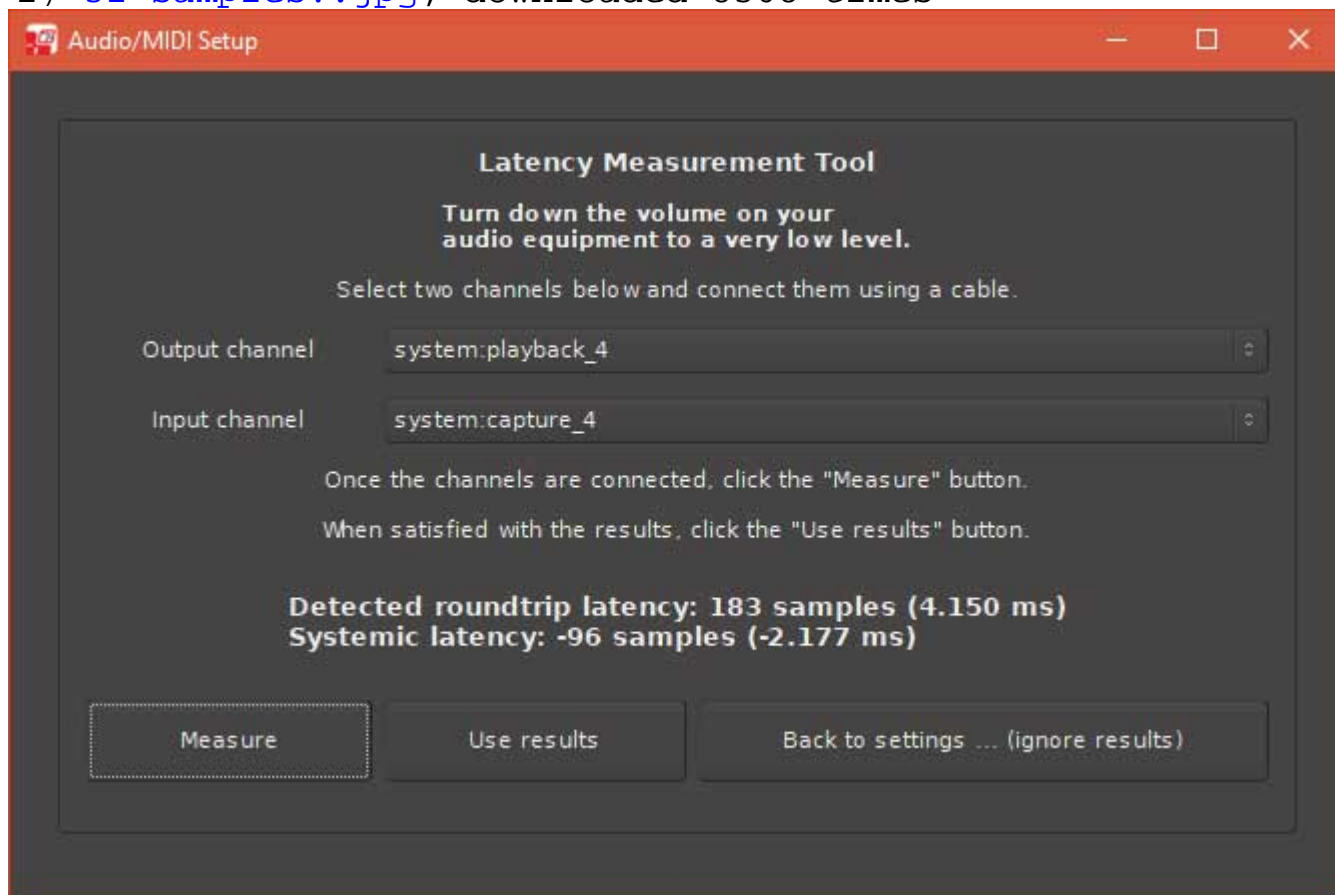 Audio/MIDI Setup
Latency Measurement Tool
Turn down the volume on your
audio equipment to a very low level.
Select two channels below and connect them using a cable.
Output channel system:playback_4
Input channel system:capture_4
Once the channels are connected, click the "Measure" button.
When satisfied with the results, click the "Use results" button.
Detected roundtrip latency: 183 samples (4.150 ms)
Systemic latency: -96 samples (-2.177 ms)
Measure Use results Back to settings ... (ignore results)